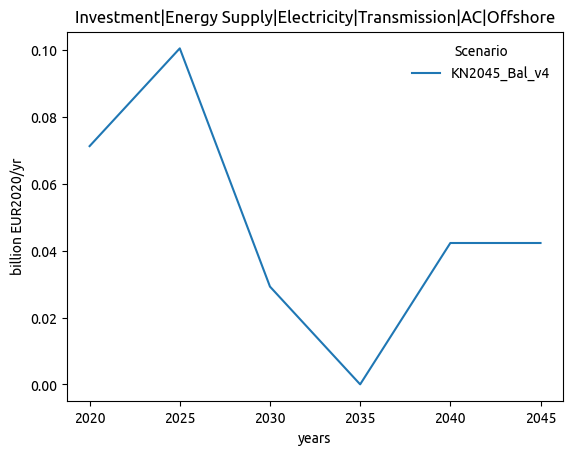 Investment|Energy Supply|Electricity|Transmission|AC|Offshore
Scenario
KN2045_Bal_v4
0.10
0.08
0.06
0.04
0.02
0.00
billion EUR2020/yr
2020 2025 2030 2035 2040 2045
years